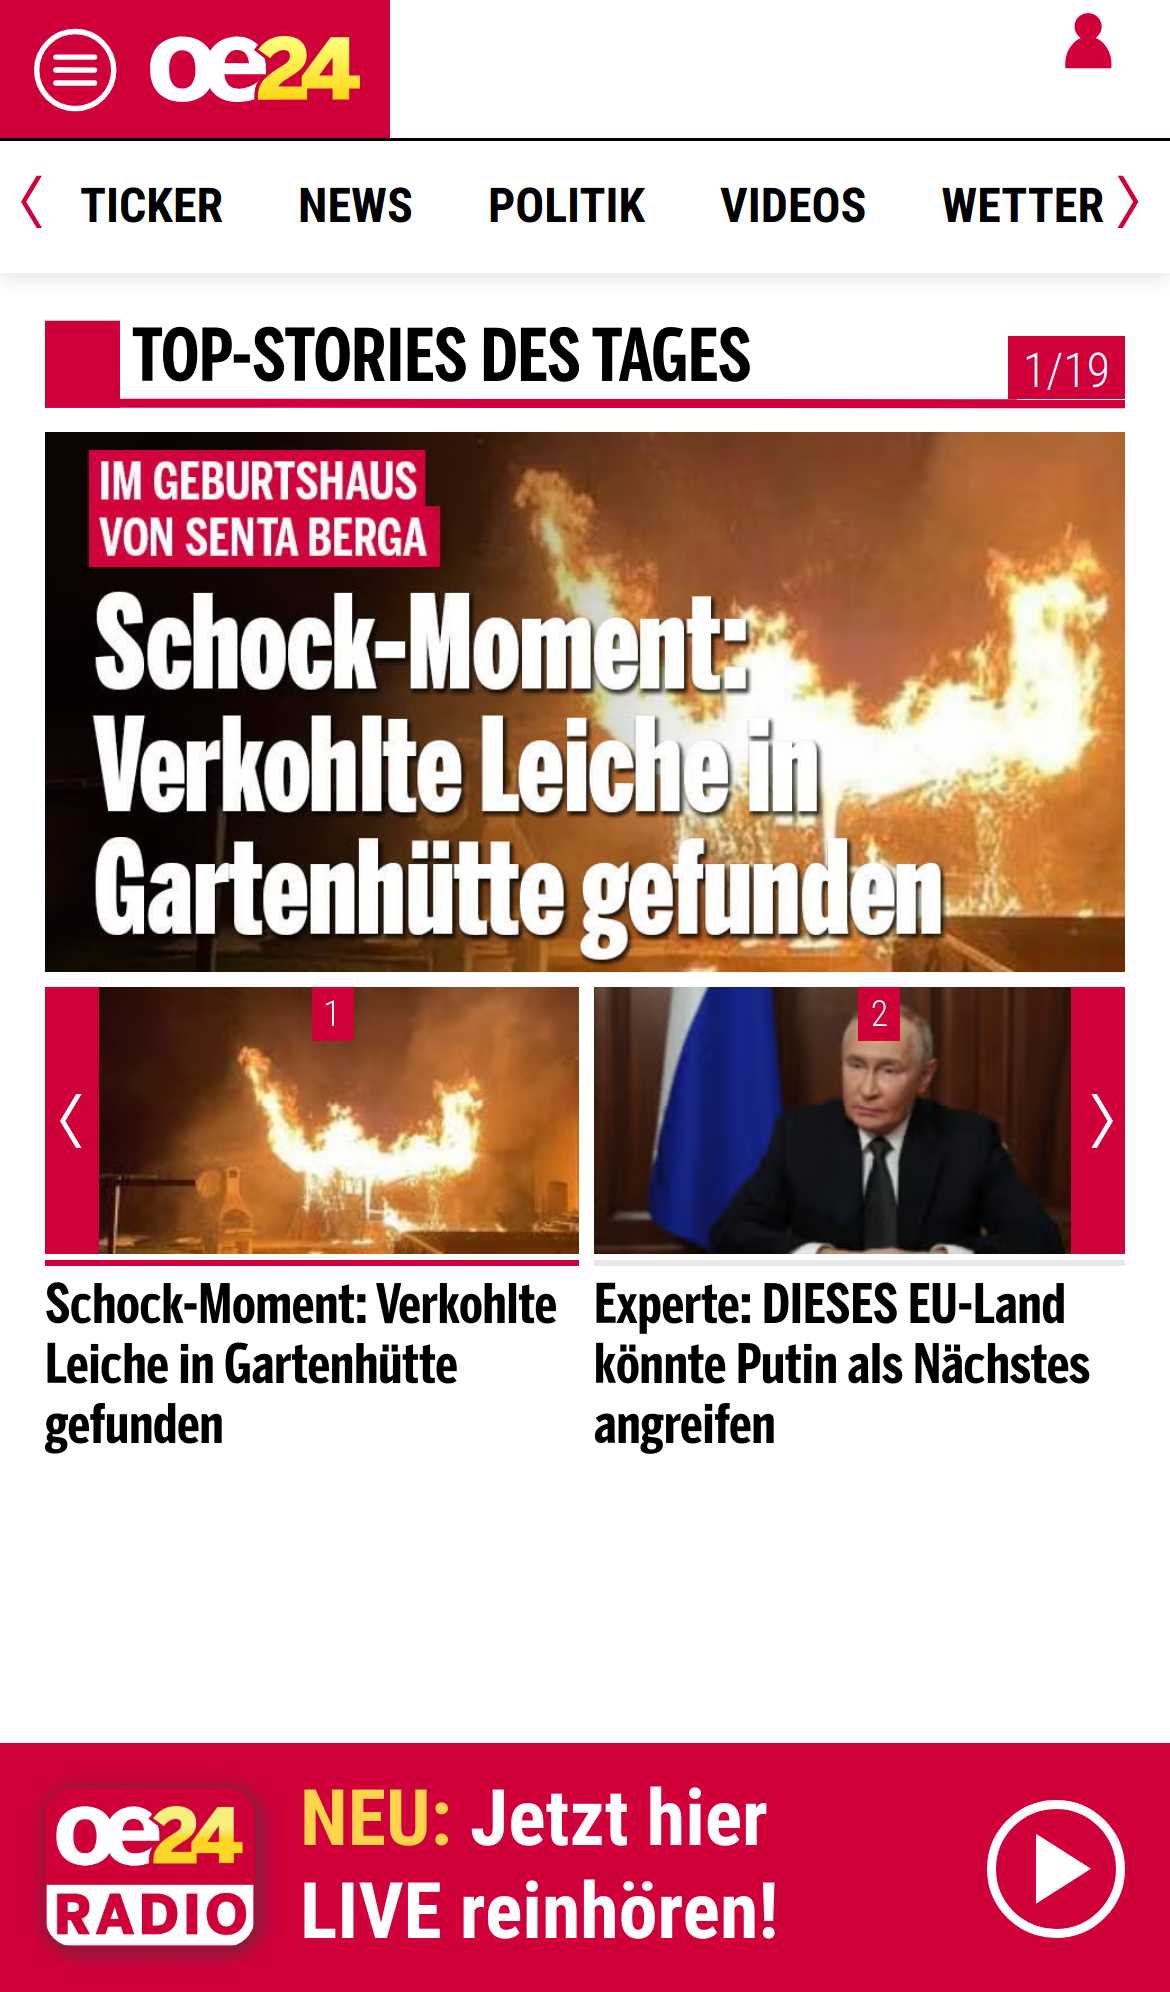 oe24
TICKER NEWS POLITIK VIDEOS WETTER
TOP-STORIES DES TAGES
1/19
IM GEBURTSHAUS
VON SENTA BERGA
Schock-Moment:
Verkohlte Leiche in
Gartenhütte gefunden
1
2
Schock-Moment: Verkohlte
Leiche in Gartenhütte
gefunden
Experte: DIESES EU-Land
könnte Putin als Nächstes
angreifen
oe24
RADIO
NEU: Jetzt hier
LIVE reinhören!